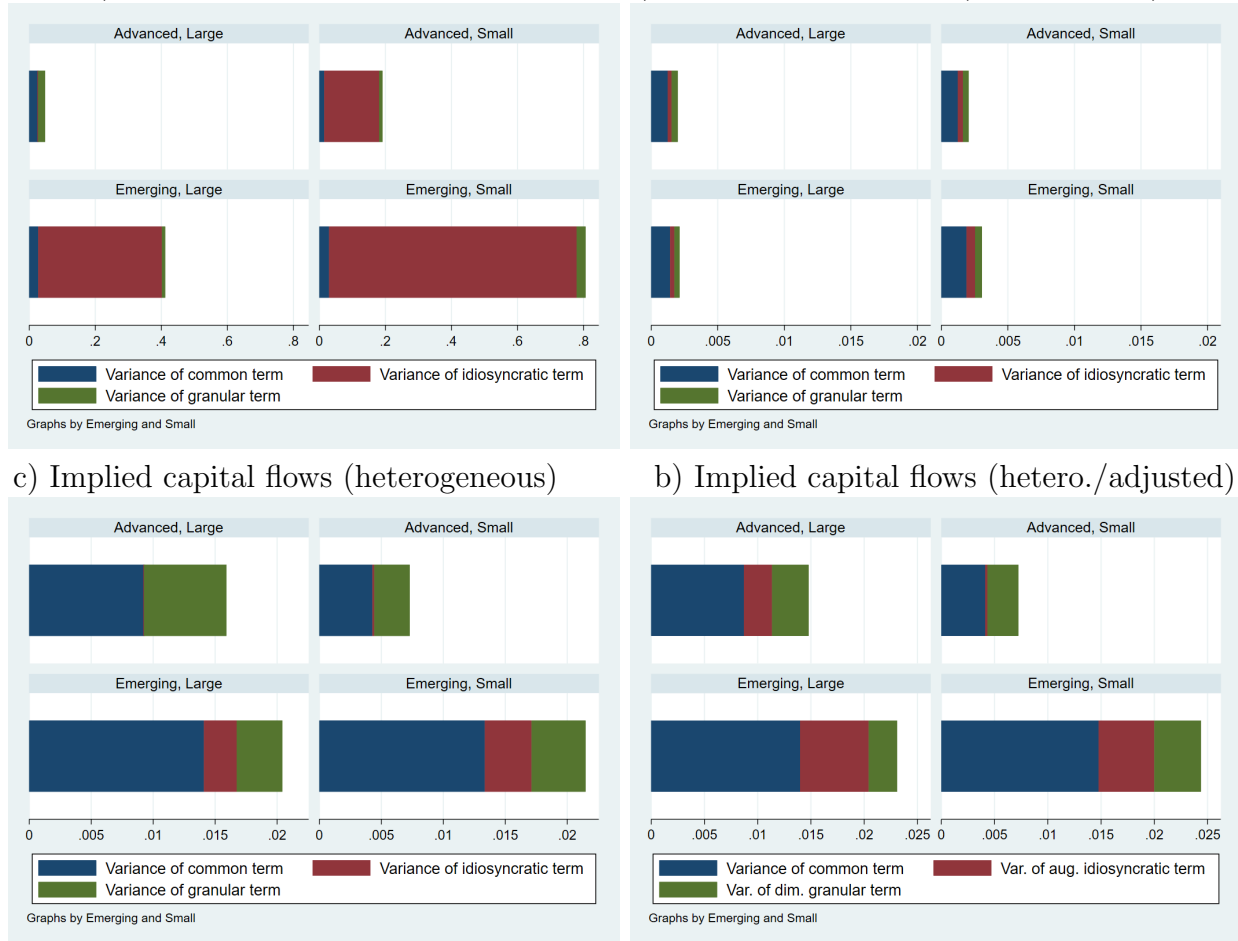 Advanced, Large
Advanced, Small
Emerging, Large
Emerging, Small
0 .2 .4 .6 .8 0 .2 .4 .6 .8
Variance of common term Variance of idiosyncratic term
Variance of granular term
Graphs by Emerging and Small
Advanced, Large
Advanced, Small
Emerging, Large
Emerging, Small
0 .005 .01 .015 .02 0 .005 .01 .015 .02
Variance of common term Variance of idiosyncratic term
Variance of granular term
Graphs by Emerging and Small
c) Implied capital flows (heterogeneous)
b) Implied capital flows (hetero./adjusted)
Advanced, Large
Advanced, Small
Emerging, Large
Emerging, Small
0 .005 .01 .015 .02 0 .005 .01 .015 .02
Variance of common term Variance of idiosyncratic term
Variance of granular term
Graphs by Emerging and Small
Advanced, Large
Advanced, Small
Emerging, Large
Emerging, Small
0 .005 .01 .015 .02 .025 0 .005 .01 .015 .02 .025
Variance of common term Var. of aug. idiosyncratic term
Var. of dim. granular term
Graphs by Emerging and Small